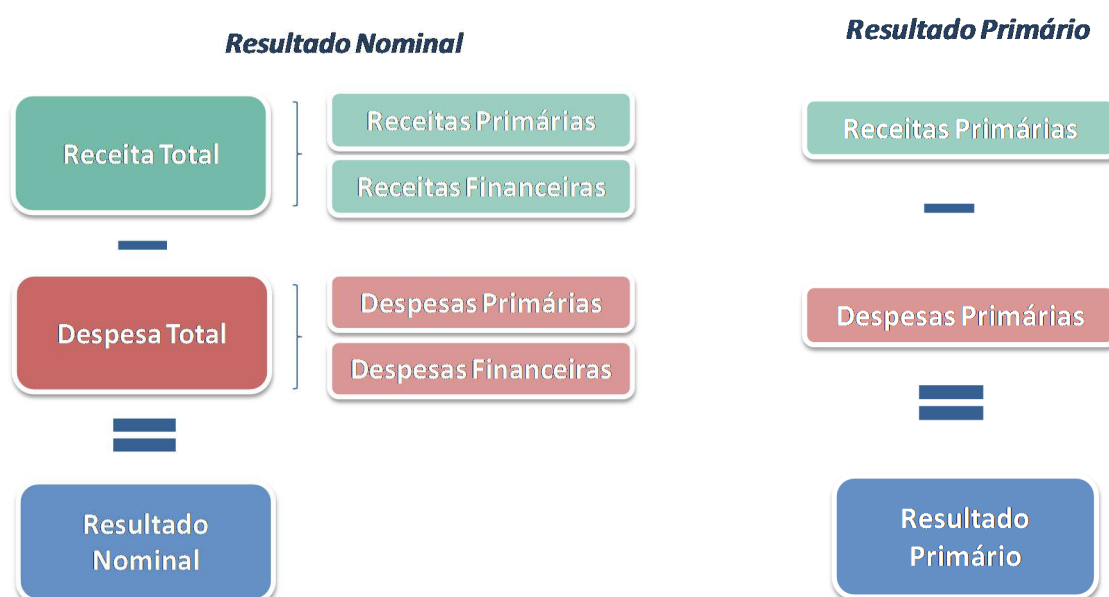 Resultado Nominal
Receita Total
Receitas Primárias
Receitas Financeiras
Despesa Total
Despesas Primárias
Despesas Financeiras
Resultado
Nominal
Resultado Primário
Receitas Primárias
Despesas Primárias
Resultado
Primário